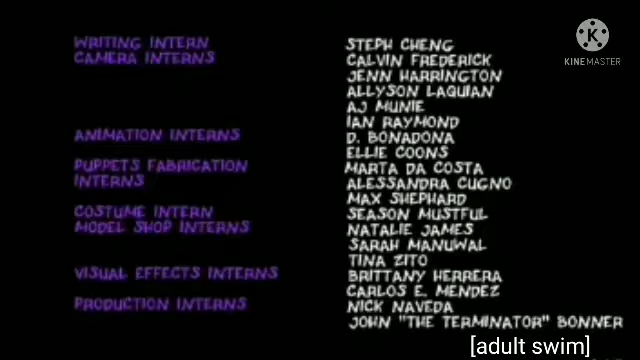 WRITING INTERN STEPH CHENG
CAMERA INTERNS CALVIN FREDERICK
JENN HARRINGTON
ALLYSON LAQUIAN
AJ MUNIE
IAN RAYMOND
ANIMATION INTERNS D. BONADONA
ELLIE COONS
PUPPETS FABRICATION MARTA DA COSTA
INTERNS ALESSANDRA CUGNO
MAX SHEPHARD
COSTUME INTERN SEASON MUSTFUL
MODEL SHOP INTERNS NATALIE JAMES
SARAH MANUWAL
TINA ZITO
VISUAL EFFECTS INTERNS BRITTANY HERRERA
CARLOS E. MENDEZ
PRODUCTION INTERNS NICK NAVEDA
JOHN "THE TERMINATOR" BONNER
[adult swim]
K
KINEMASTER